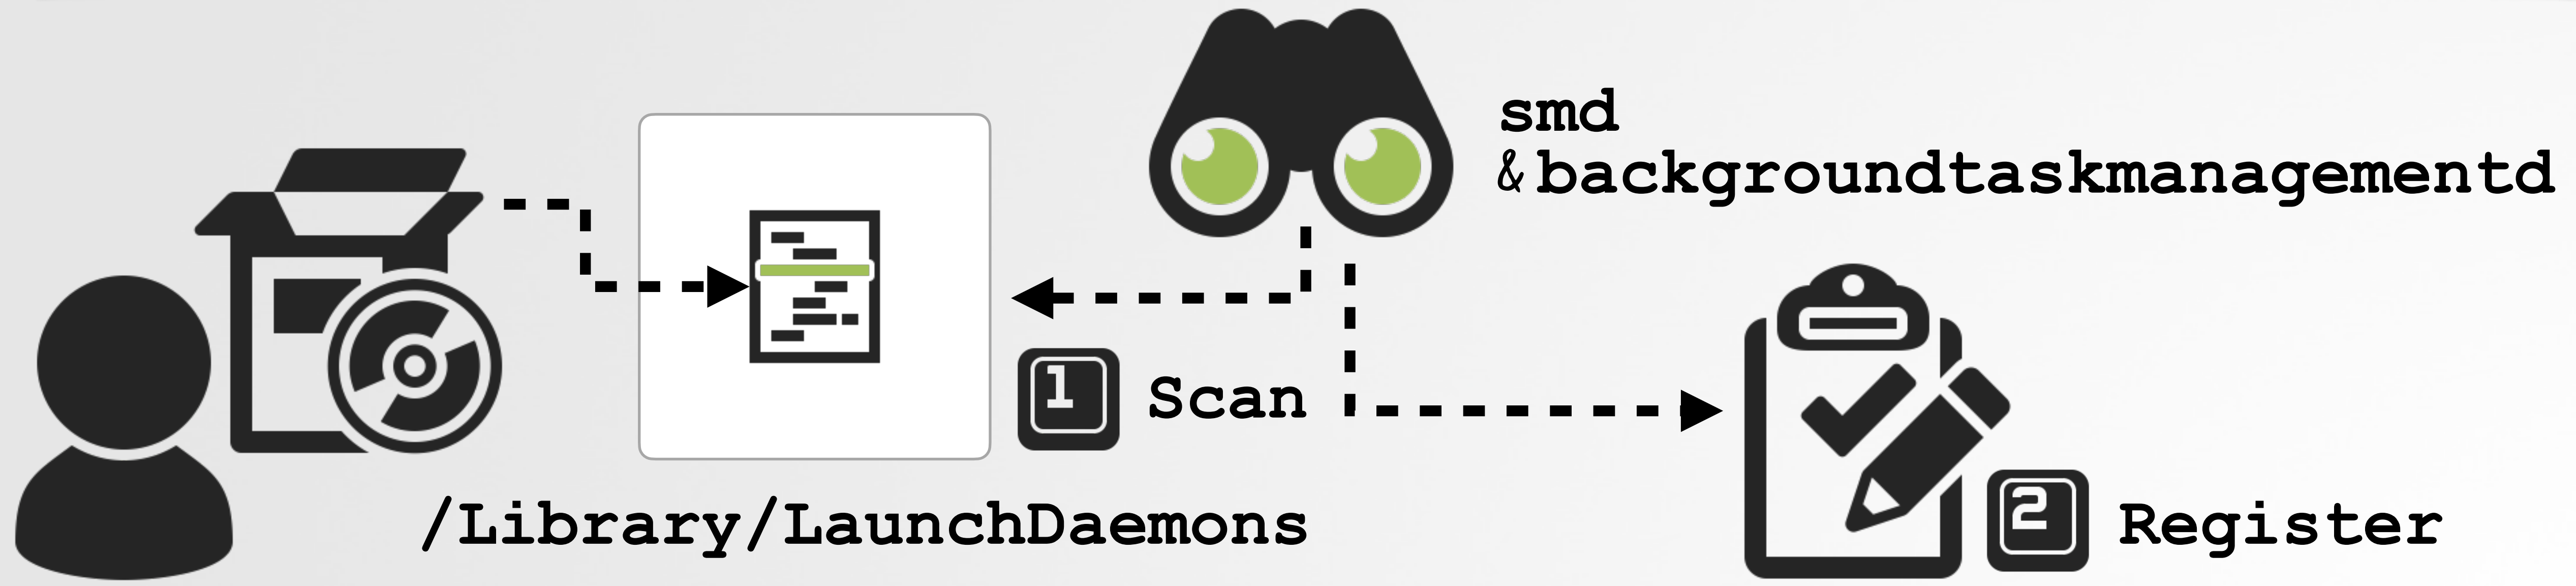 smd
&backgroundtaskmanagementd
1 Scan
/Library/LaunchDaemons
2 Register